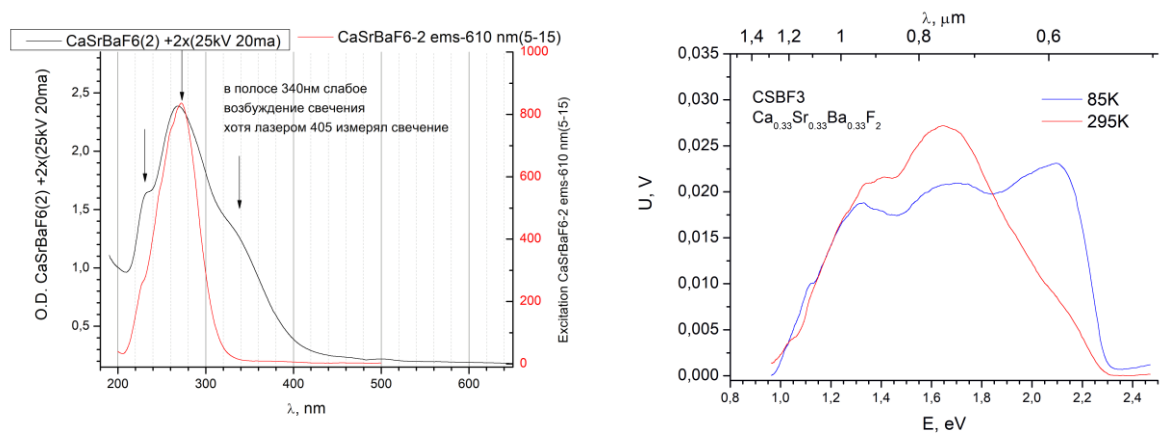 CaSrBaF6(2) +2x(25kV 20ma)
CaSrBaF6-2 ems-610 nm(5-15)
в полосе 340нм слабое
возбуждение свечения
хотя лазером 405 измерял свечение
O.D. CaSrBaF6(2) +2x(25kV 20ma)
2,5
2,0
1,5
1,0
0,5
1000
800
600
400
200
0
Excitation CaSrBaF6-2 ems-610 nm(5-15)
200 300 400 500 600
λ, nm
λ, μm
1,4 1,2 1 0,8 0,6
CSBF3
Ca0.33Sr0.33Ba0.33F2
85K
295K
U, V
0,035
0,030
0,025
0,020
0,015
0,010
0,005
0,000
0,8 1,0 1,2 1,4 1,6 1,8 2,0 2,2 2,4
E, eV